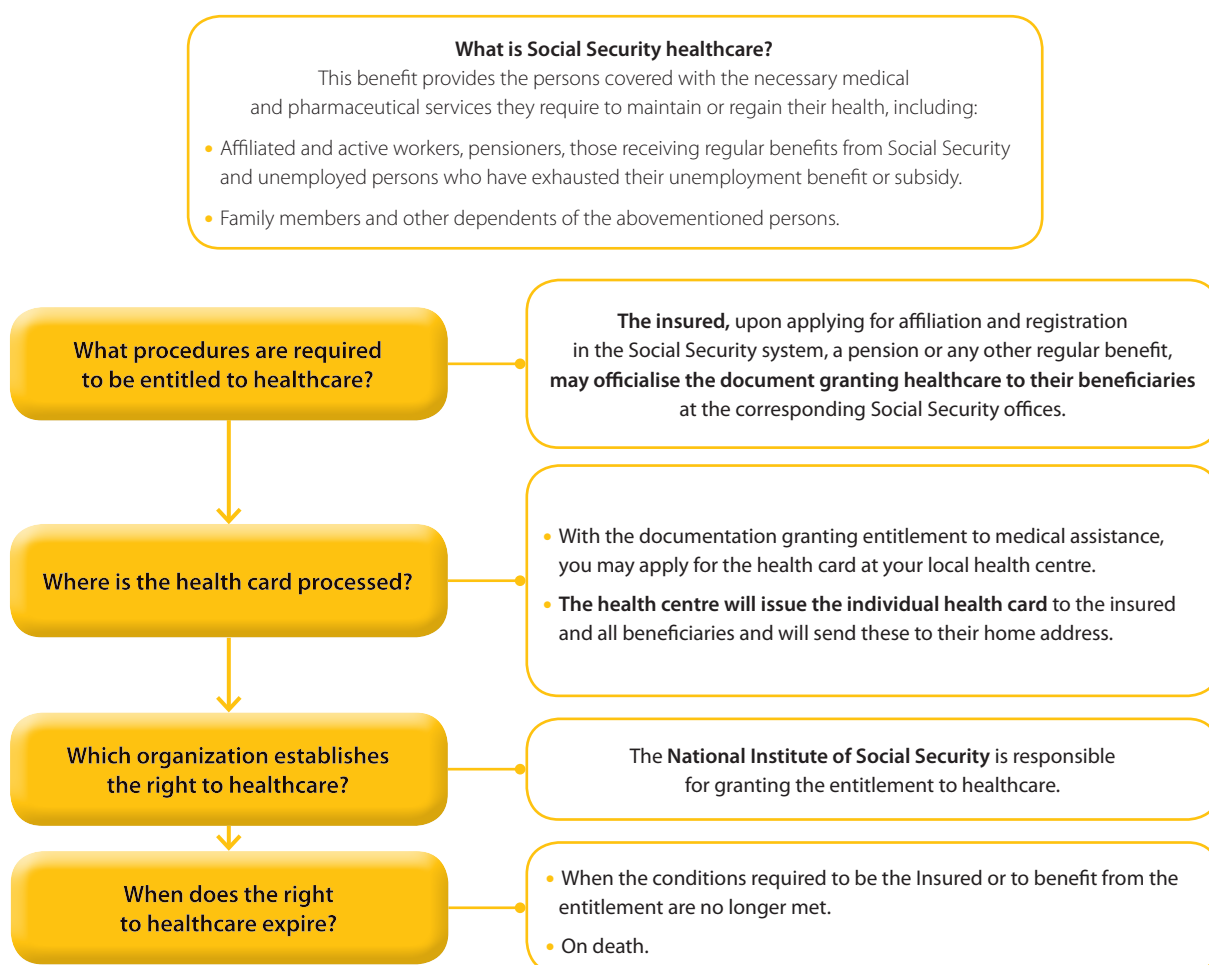 What is Social Security healthcare?
This benefit provides the persons covered with the necessary medical
and pharmaceutical services they require to maintain or regain their health, including:
• Affiliated and active workers, pensioners, those receiving regular benefits from Social Security
and unemployed persons who have exhausted their unemployment benefit or subsidy.
• Family members and other dependents of the abovementioned persons.
What procedures are required
to be entitled to healthcare?
The insured, upon applying for affiliation and registration
in the Social Security system, a pension or any other regular benefit,
may officialise the document granting healthcare to their beneficiaries
at the corresponding Social Security offices.
Where is the health card processed?
• With the documentation granting entitlement to medical assistance,
you may apply for the health card at your local health centre.
• The health centre will issue the individual health card to the insured
and all beneficiaries and will send these to their home address.
Which organization establishes
the right to healthcare?
The National Institute of Social Security is responsible
for granting the entitlement to healthcare.
When does the right
to healthcare expire?
• When the conditions required to be the Insured or to benefit from the
entitlement are no longer met.
• On death.